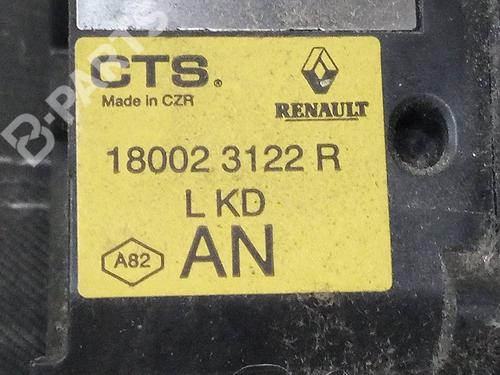 B-PARTS
CTS.®
Made in CZR
RENAULT
18002 3122 R
L KD
A82
AN